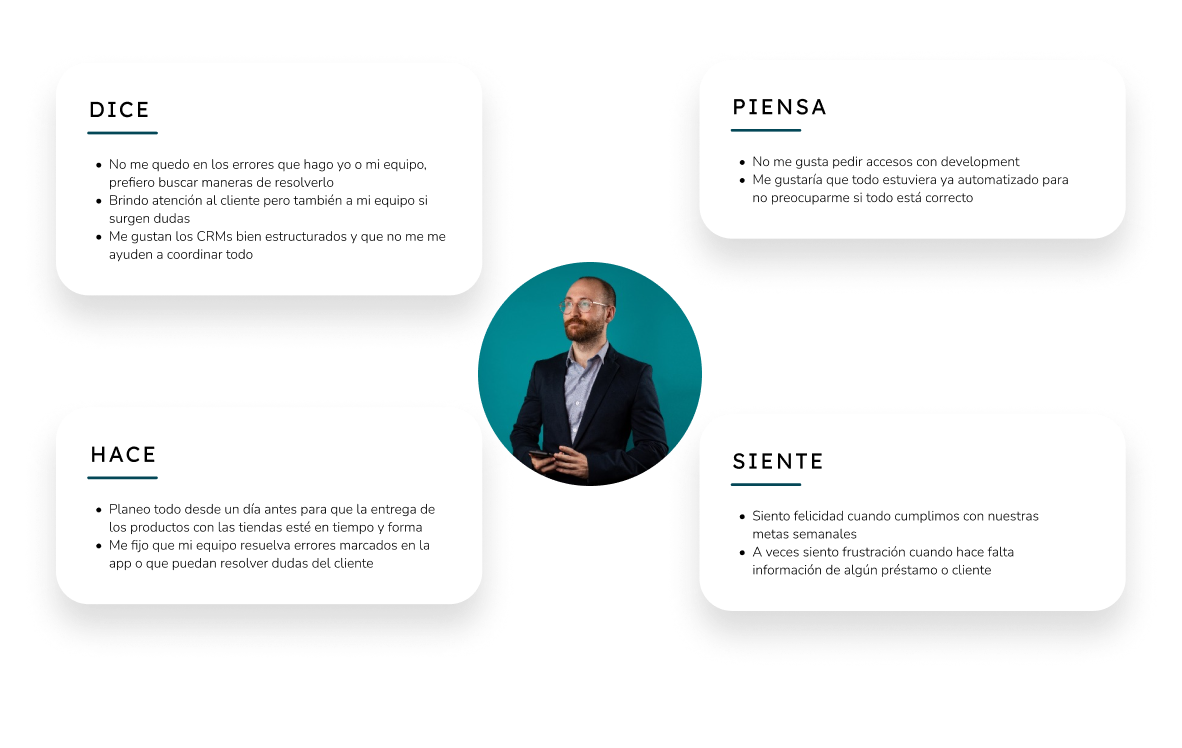 DICE
• No me quedo en los errores que hago yo o mi equipo,
prefiero buscar maneras de resolverlo
• Brindo atención al cliente pero también a mi equipo si
surgen dudas
• Me gustan los CRMs bien estructurados y que no me me
ayuden a coordinar todo
PIENSA
• No me gusta pedir accesos con development
• Me gustaría que todo estuviera ya automatizado para
no preocuparme si todo está correcto
HACE
• Planeo todo desde un día antes para que la entrega de
los productos con las tiendas esté en tiempo y forma
• Me fijo que mi equipo resuelva errores marcados en la
app o que puedan resolver dudas del cliente
SIENTE
• Siento felicidad cuando cumplimos con nuestras
metas semanales
• A veces siento frustración cuando hace falta
información de algún préstamo o cliente